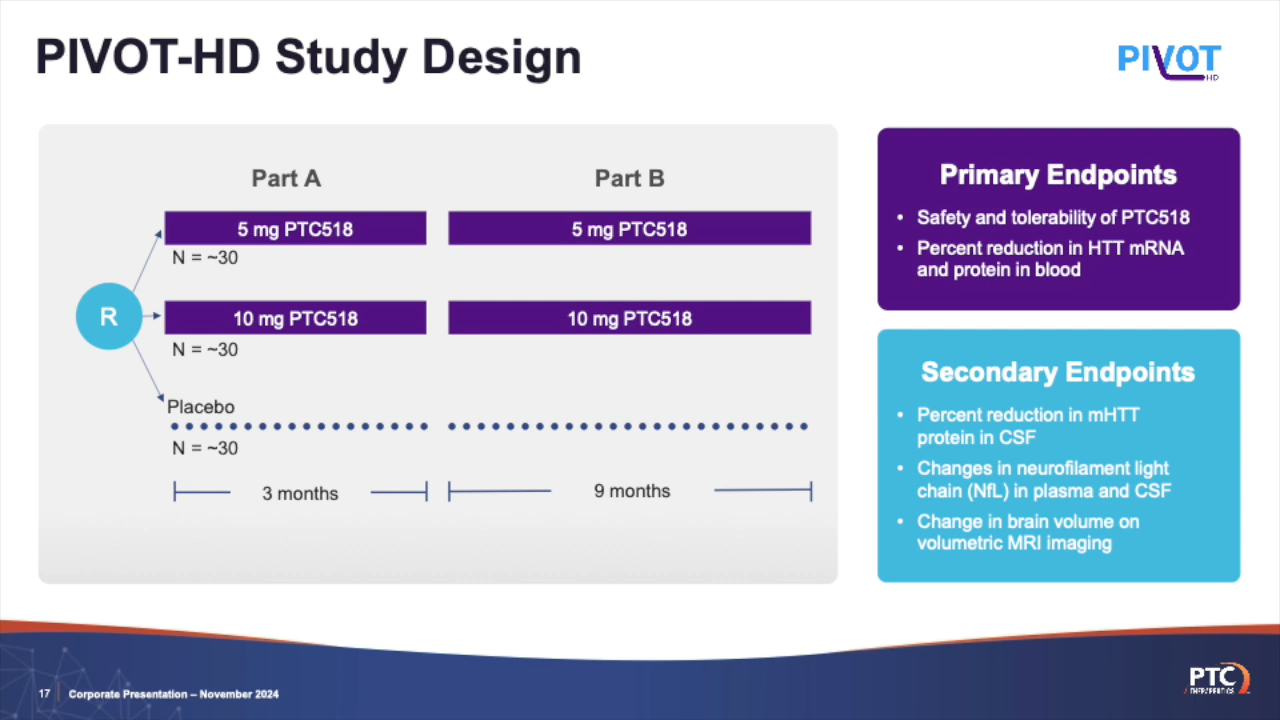 PIVOT-HD Study Design
PIVOT
HD
Part A
Part B
5 mg PTC518
5 mg PTC518
N = ~30
R
10 mg PTC518
10 mg PTC518
N = ~30
Placebo
N = ~30
3 months
9 months
Primary Endpoints
• Safety and tolerability of PTC518
• Percent reduction in HTT mRNA
and protein in blood
Secondary Endpoints
• Percent reduction in mHTT
protein in CSF
• Changes in neurofilament light
chain (NfL) in plasma and CSF
• Change in brain volume on
volumetric MRI imaging
17
Corporate Presentation – November 2024
PTC
THERAPEUTICS